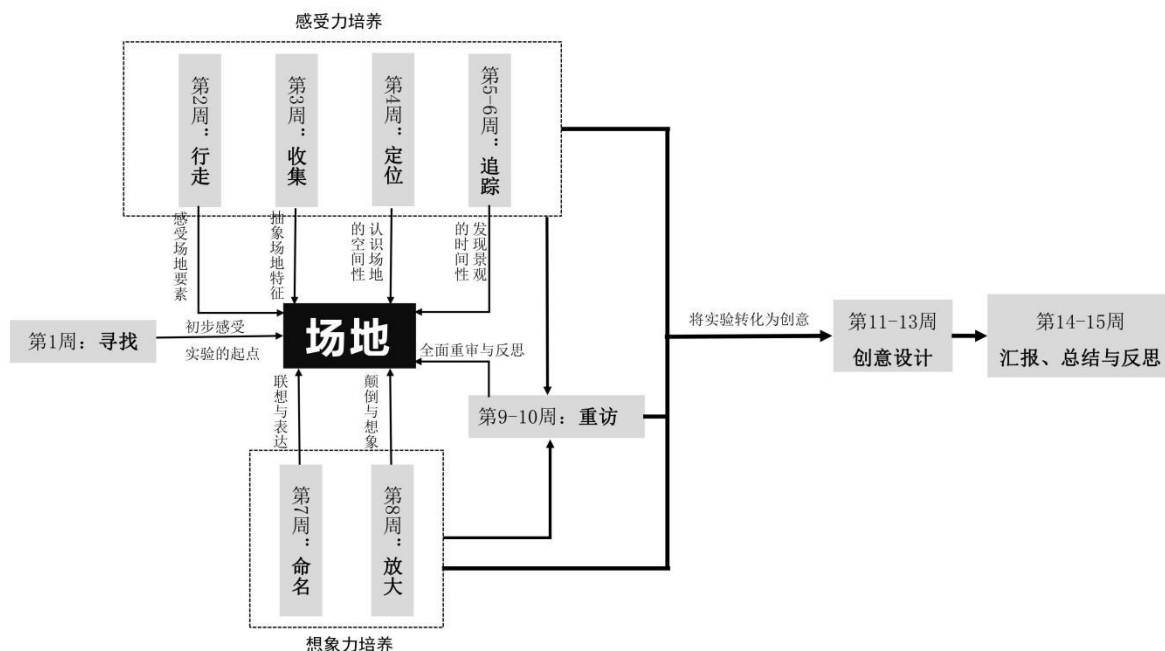 感受力培养
第2周：行走
第3周：收集
第4周：定位
第5-6周：追踪
感受场地要素
抽象场地特征
认识场地
的空间性
发现景观
的时间性
第1周：寻找
初步感受
实验的起点
场地
全面重审与反思
将实验转化为创意
第11-13周
创意设计
第14-15周
汇报、总结与反思
联想与表达
颠倒与想象
第9-10周：重访
第7周：命名
第8周：放大
想象力培养